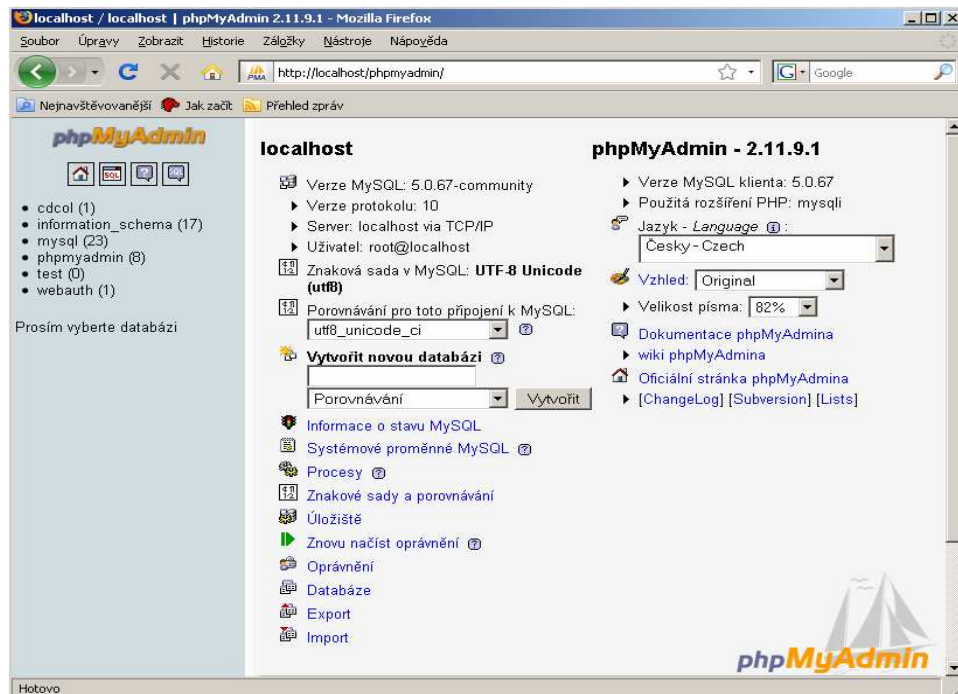 localhost / localhost | phpMyAdmin 2.11.9.1 - Mozilla Firefox
Soubor Úpravy Zobrazit Historie Záložky Nástroje Nápověda
http://localhost/phpmyadmin/
Google
Nejnavštěvovanější Jak začít Přehled zpráv
phpMyAdmin
SQL
cdcol (1)
information_schema (17)
mysql (23)
phpmyadmin (8)
test (0)
webauth (1)
Prosím vyberte databázi
localhost
Verze MySQL: 5.0.67-community
Verze protokolu: 10
Server: localhost via TCP/IP
Uživatel: root@localhost
Znaková sada v MySQL: UTF-8 Unicode
(utf8)
Porovnávání pro toto připojení k MySQL:
utf8_unicode_ci
Vytvořit novou databázi
Porovnávání Vytvořit
Informace o stavu MySQL
Systémové proměnné MySQL
Procesy
Znakové sady a porovnávání
Úložiště
Znovu načíst oprávnění
Oprávnění
Databáze
Export
Import
phpMyAdmin - 2.11.9.1
Verze MySQL klienta: 5.0.67
Použitá rozšíření PHP: mysqli
Jazyk - Language :
Česky - Czech
Vzhled: Original
Velikost písma: 82%
Dokumentace phpMyAdmina
wiki phpMyAdmina
Oficiální stránka phpMyAdmina
[ChangeLog] [Subversion] [Lists]
phpMyAdmin
Hotovo